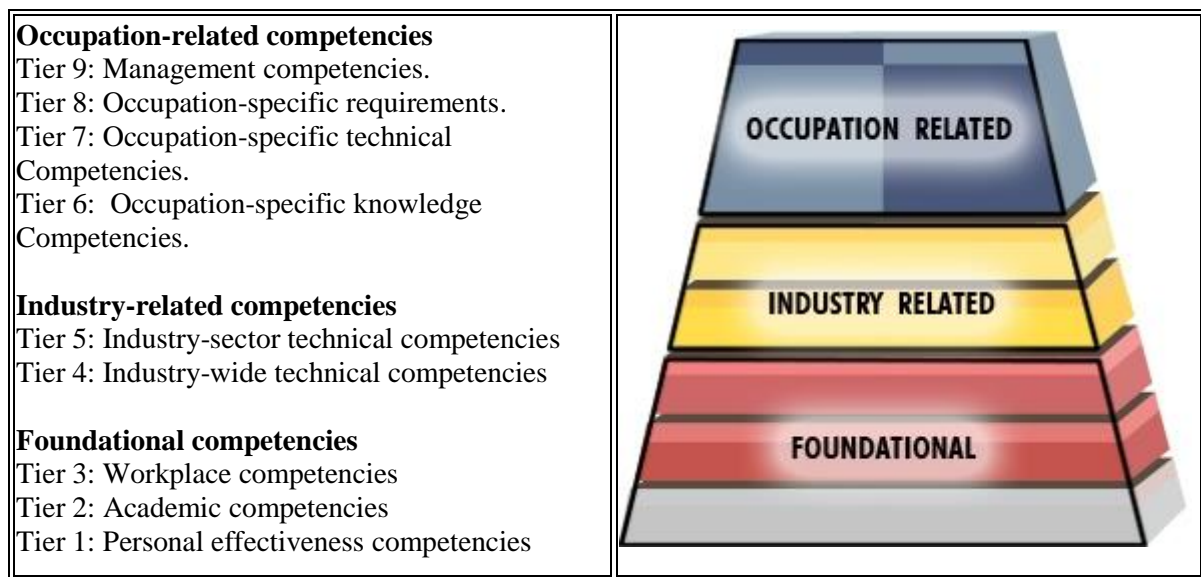 Occupation-related competencies
Tier 9: Management competencies.
Tier 8: Occupation-specific requirements.
Tier 7: Occupation-specific technical
Competencies.
Tier 6:  Occupation-specific knowledge
Competencies.
Industry-related competencies
Tier 5: Industry-sector technical competencies
Tier 4: Industry-wide technical competencies
Foundational competencies
Tier 3: Workplace competencies
Tier 2: Academic competencies
Tier 1: Personal effectiveness competencies
OCCUPATION RELATED
INDUSTRY RELATED
FOUNDATIONAL